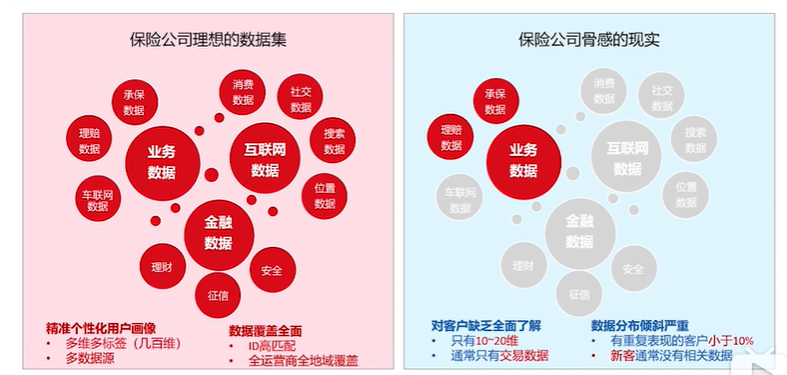 保险公司理想的数据集
消费
数据
社交
数据
承保
数据
搜索
数据
理赔
数据
业务
数据
互联网
数据
车联网
数据
位置
数据
金融
数据
理财
安全
征信
精准个性化用户画像
• 多维多标签（几百维）
• 多数据源
数据覆盖全面
• ID高匹配
• 全运营商全地域覆盖
保险公司骨感的现实
消费
数据
社交
数据
承保
数据
搜索
数据
理赔
数据
业务
数据
互联网
数据
车联网
数据
位置
数据
金融
数据
理财
安全
征信
对客户缺乏全面了解
• 只有10~20维
• 通常只有交易数据
数据分布倾斜严重
• 有重复表现的客户小于10%
• 新客通常没有相关数据